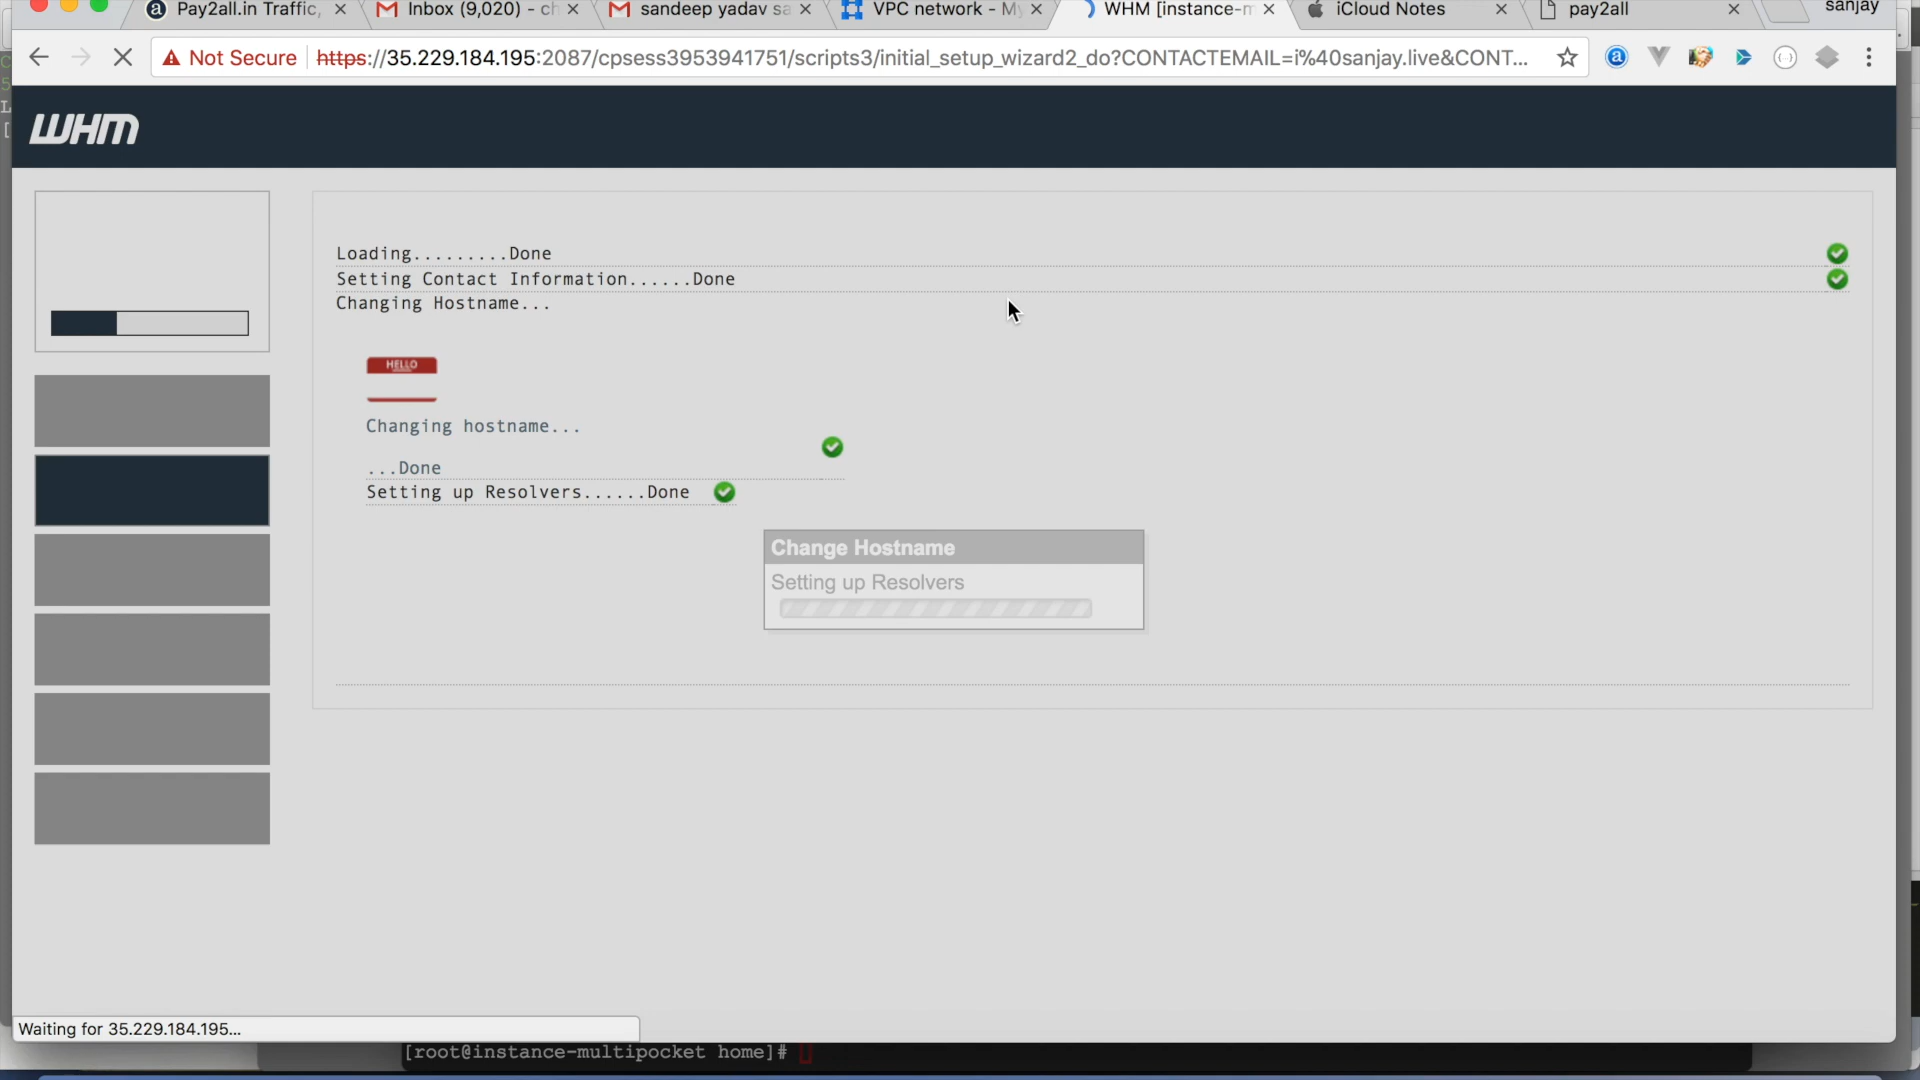 Pay2all.in Traffic,
Inbox (9,020) - ch
sandeep yadav sa
VPC network - My
WHM [instance-m
iCloud Notes
pay2all
sanjay
Not Secure
https://35.229.184.195:2087/cpsess3953941751/scripts3/initial_setup_wizard2_do?CONTACTEMAIL=i%40sanjay.live&CONT...
WHM
Loading.........Done
Setting Contact Information......Done
Changing Hostname...
HELLO
Changing hostname...
...Done
Setting up Resolvers......Done
Change Hostname
Setting up Resolvers
Waiting for 35.229.184.195...
[root@instance-multipocket home]#